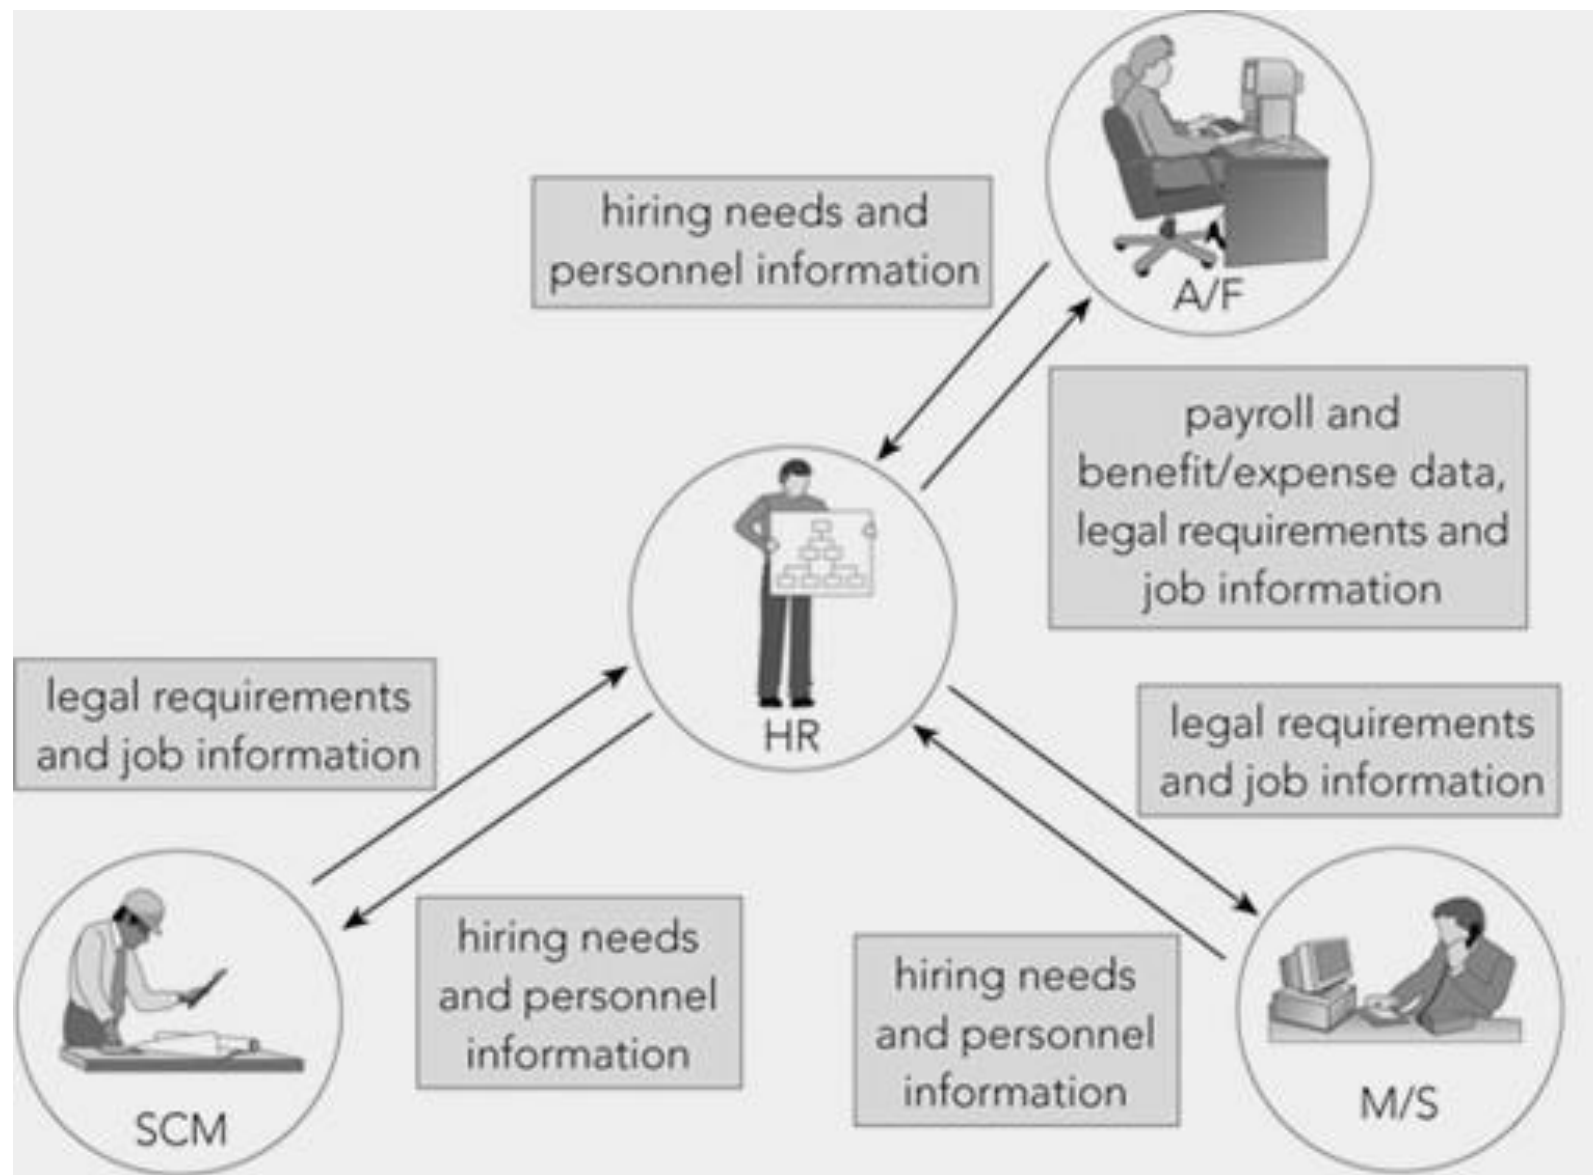 hiring needs and
personnel information
A/F
payroll and
benefit/expense data,
legal requirements and
job information
HR
legal requirements
and job information
legal requirements
and job information
hiring needs
and personnel
information
hiring needs
and personnel
information
SCM
M/S